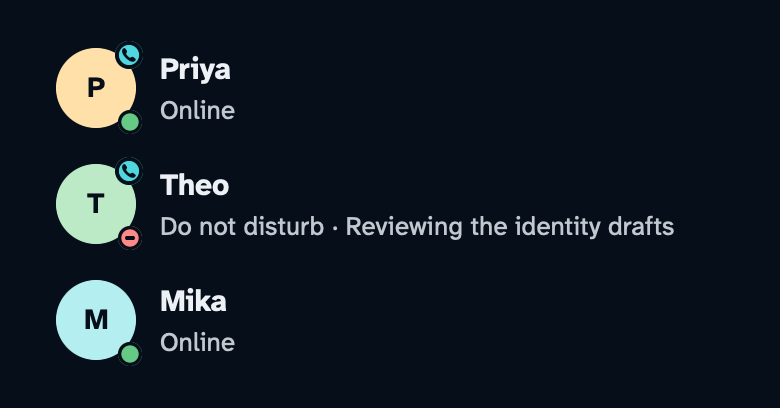 P
Priya
Online
T
Theo
Do not disturb · Reviewing the identity drafts
M
Mika
Online